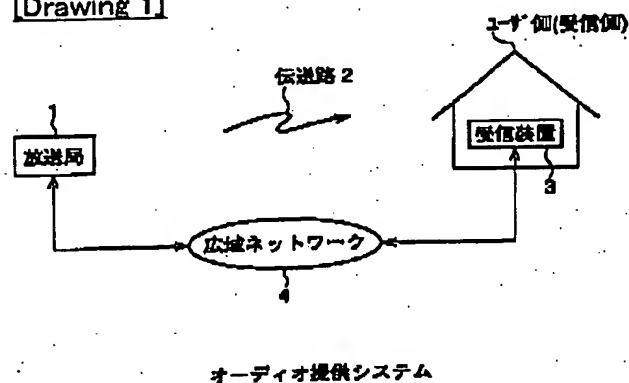 [Drawing 1]
ユーザ側(受信側)
伝送路 2
1
放送局
受信装置
3
広域ネットワーク
4
オーディオ提供システム